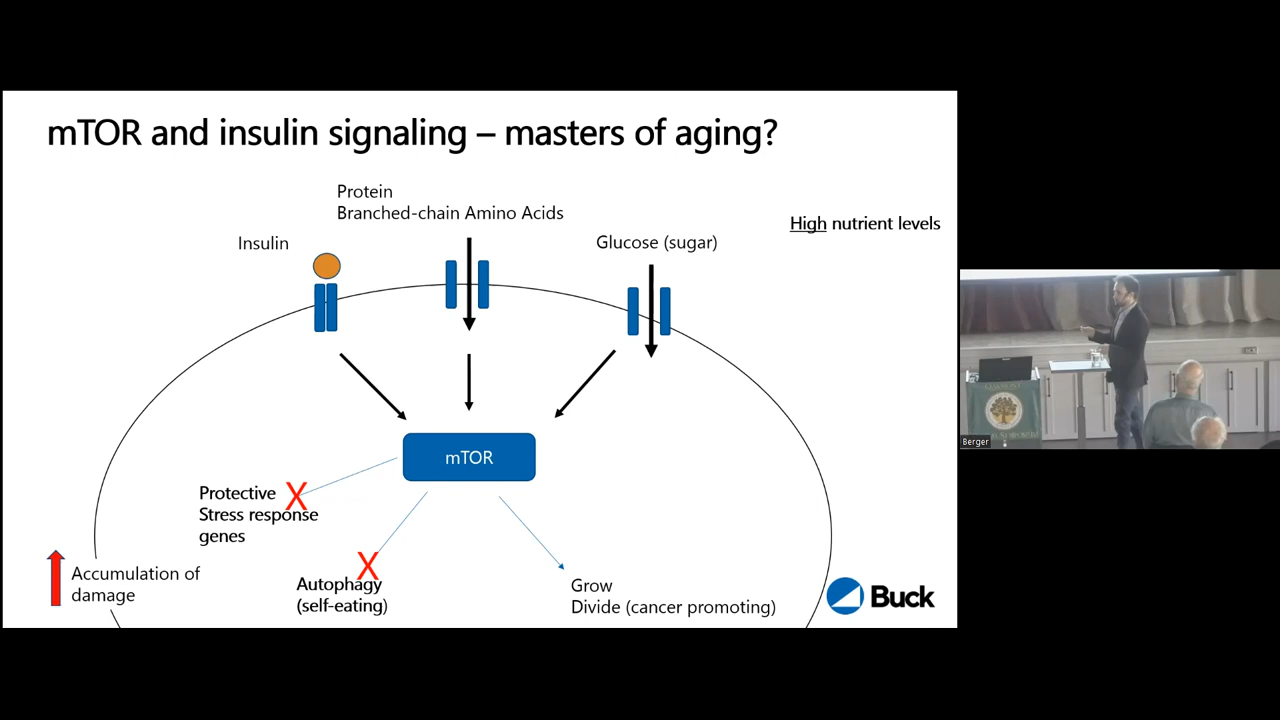 mTOR and insulin signaling – masters of aging?
Protein
Branched-chain Amino Acids
High nutrient levels
Insulin
Glucose (sugar)
mTOR
Protective
X
Stress response
genes
X
Accumulation of
damage
Autophagy
(self-eating)
Grow
Divide (cancer promoting)
Buck
Berger